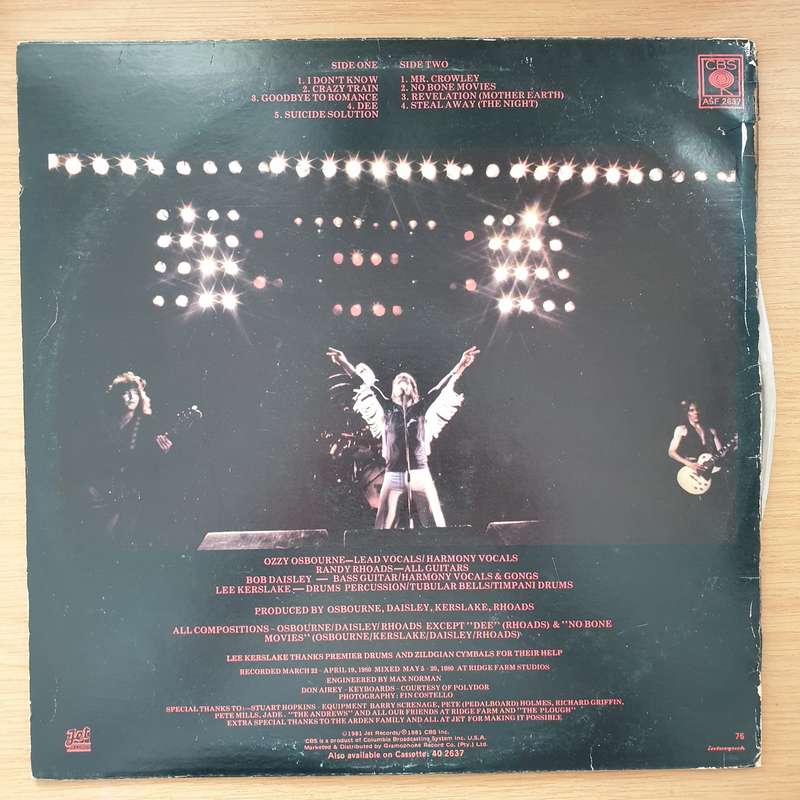 SIDE ONE
1. I DON'T KNOW
2. CRAZY TRAIN
3. GOODBYE TO ROMANCE
4. DEE
5. SUICIDE SOLUTION
SIDE TWO
1. MR. CROWLEY
2. NO BONE MOVIES
3. REVELATION (MOTHER EARTH)
4. STEAL AWAY (THE NIGHT)
CBS
ASF 2637
OZZY OSBOURNE—LEAD VOCALS/HARMONY VOCALS
RANDY RHOADS—ALL GUITARS
BOB DAISLEY — BASS GUITAR/HARMONY VOCALS & GONGS
LEE KERSLAKE—DRUMS PERCUSSION/TUBULAR BELLS/TIMPANI DRUMS
PRODUCED BY OSBOURNE, DAISLEY, KERSLAKE, RHOADS
ALL COMPOSITIONS - OSBOURNE/DAISLEY/RHOADS EXCEPT "DEE" (RHOADS) & "NO BONE
MOVIES" (OSBOURNE/KERSLAKE/DAISLEY/RHOADS)
LEE KERSLAKE THANKS PREMIER DRUMS AND ZILDGIAN CYMBALS FOR THEIR HELP
RECORDED MARCH 22 - APRIL 19, 1980 MIXED MAY 5 - 20, 1980 AT RIDGE FARM STUDIOS
ENGINEERED BY MAX NORMAN
DON AIREY - KEYBOARDS - COURTESY OF POLYDOR
PHOTOGRAPHY: FIN COSTELLO
SPECIAL THANKS TO:- STUART HOPKINS - EQUIPMENT BARRY SCRENAGE, PETE (PEDALBOARD) HOLMES, RICHARD GRIFFIN,
PETE MILLS, JADE. "THE ANDREWS" AND ALL OUR FRIENDS AT RIDGE FARM AND "THE PLOUGH"
EXTRA SPECIAL THANKS TO THE ARDEN FAMILY AND ALL AT JET FOR MAKING IT POSSIBLE
©1981 Jet Records/℗1981 CBS Inc.
CBS is a product of Columbia Broadcasting System Inc. U.S.A.
Marketed & Distributed by Gramophone Record Co. (Pty.) Ltd.
Also available on Cassette: 40 2637
Jet
76